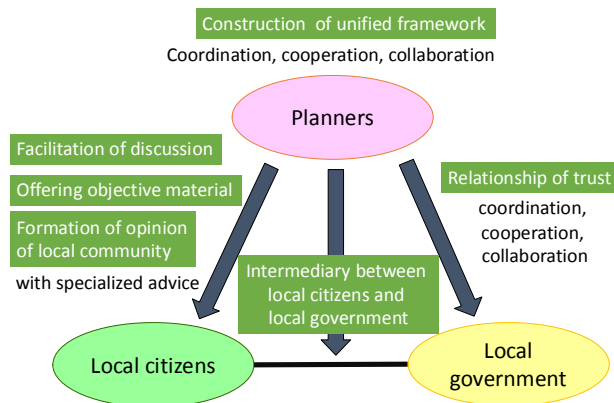 Construction of unified framework
Coordination, cooperation, collaboration
Planners
Facilitation of discussion
Offering objective material
Formation of opinion
of local community
with specialized advice
Relationship of trust
coordination,
cooperation,
collaboration
Intermediary between
local citizens and
local government
Local citizens
Local
government